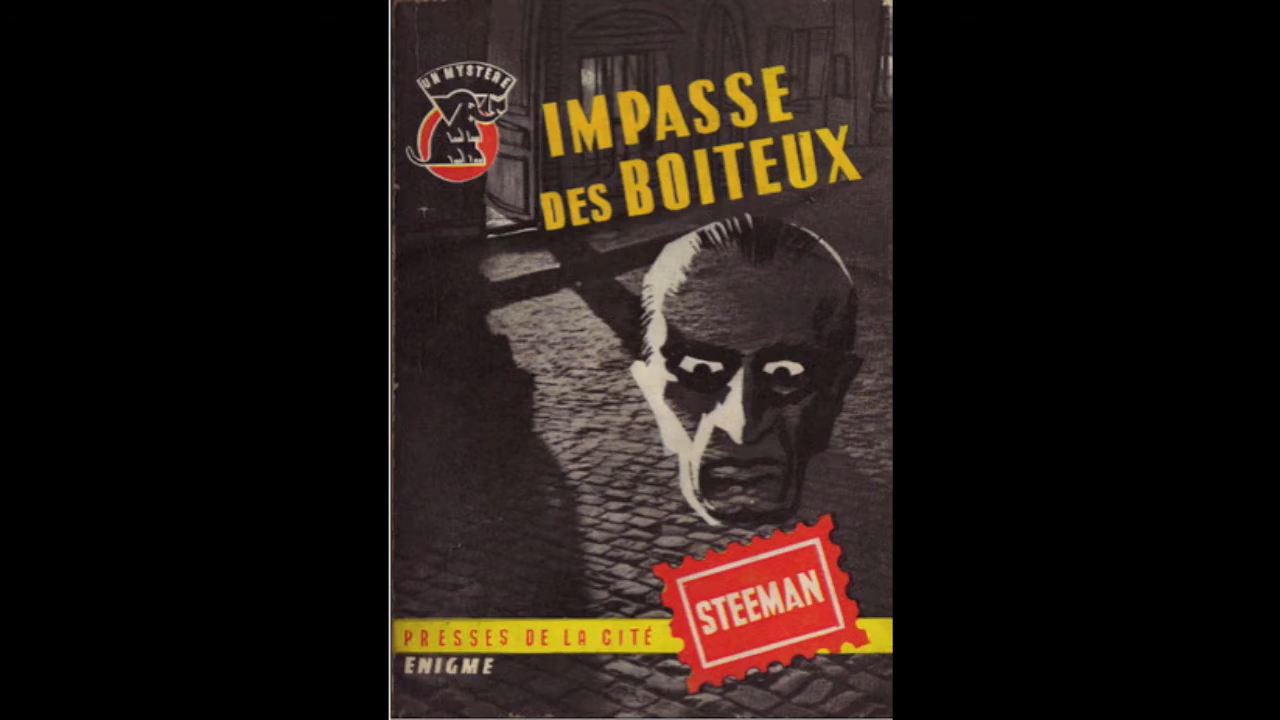 UN MYSTÈRE
IMPASSE
DES BOITEUX
STEEMAN
PRESSES DE LA CITÉ
ENIGME